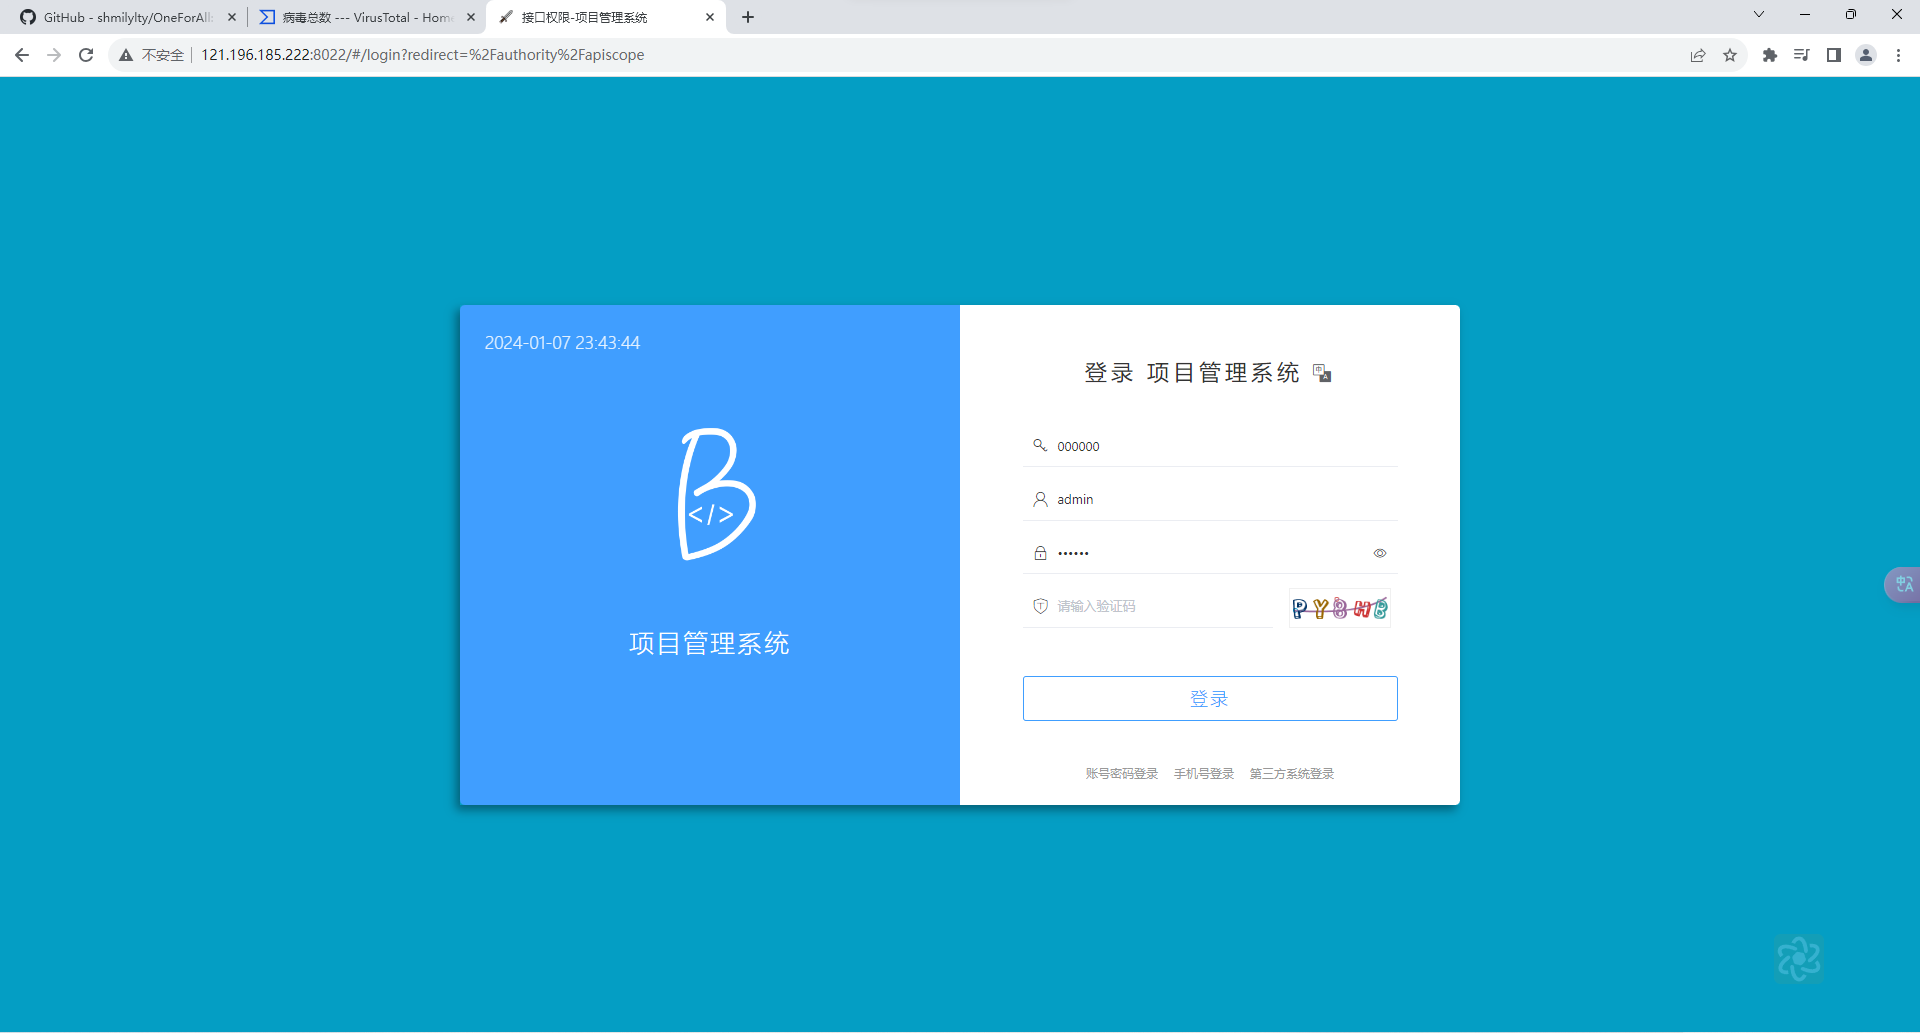 GitHub - shmilylty/OneForAll:
病毒总数 --- VirusTotal - Home
接口权限-项目管理系统
不安全
121.196.185.222:8022/#/login?redirect=%2Fauthority%2Fapiscope
2024-01-07 23:43:44
</>
项目管理系统
登录 项目管理系统
000000
admin
••••••
请输入验证码
PY8HB
登录
账号密码登录 手机号登录 第三方系统登录